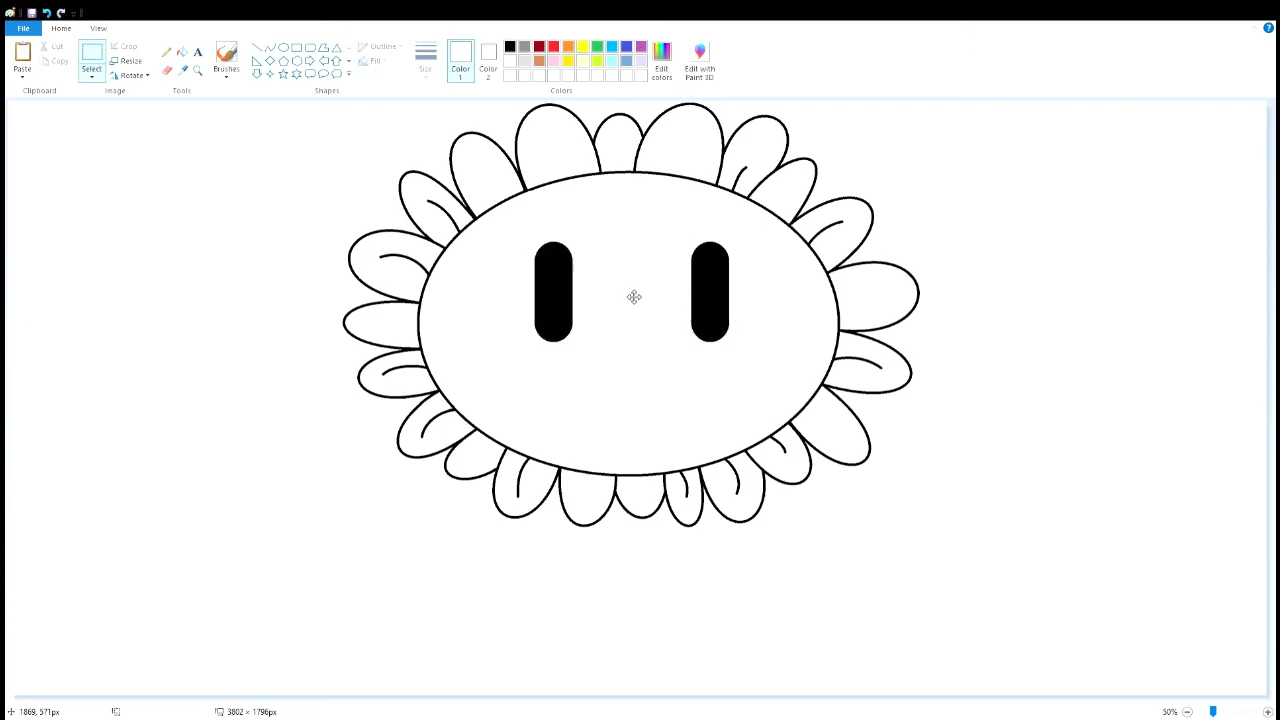 File Home View
Paste
Cut
Copy
Clipboard
Select
Crop
Resize
Rotate
Image
A
Tools
Brushes
Shapes
Outline
Fill
Size
Color
1
Color
2
Edit
colors
Edit with
Paint 3D
Colors
1869, 571px
3802 × 1796px
50%